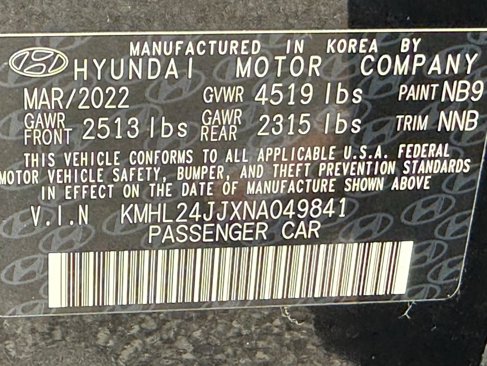 MANUFACTURED IN KOREA BY
HYUNDAI MOTOR COMPANY
MAR/2022 GVWR 4519 lbs PAINT NB9
GAWR FRONT 2513 lbs GAWR REAR 2315 lbs TRIM NNB
THIS VEHICLE CONFORMS TO ALL APPLICABLE U.S.A. FEDERAL
MOTOR VEHICLE SAFETY, BUMPER, AND THEFT PREVENTION STANDARDS
IN EFFECT ON THE DATE OF MANUFACTURE SHOWN ABOVE
V.I.N KMHL24JJXNA049841
PASSENGER CAR